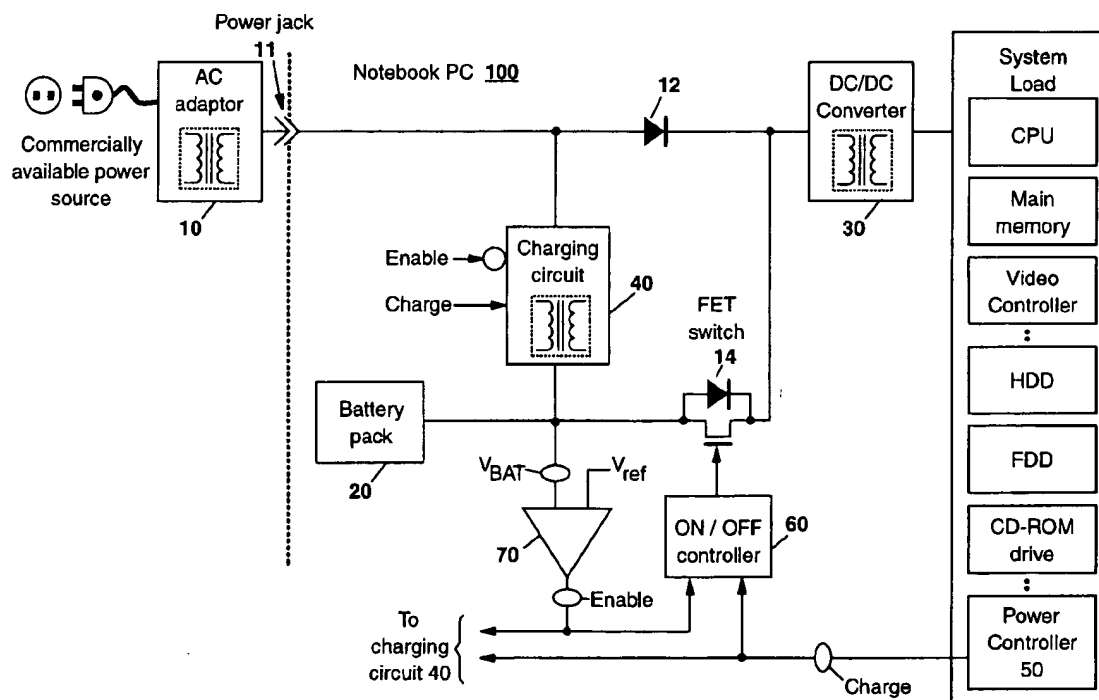 Power jack
11
Notebook PC 100
AC
adaptor
10
Commercially
available power
source
12
DC/DC
Converter
30
System
Load
CPU
Main
memory
Video
Controller
HDD
FDD
CD-ROM
drive
Power
Controller
50
Enable
Charge
Charging
circuit
40
FET
switch
14
Battery
pack
20
VBAT
Vref
70
ON / OFF
controller
60
Enable
To
charging
circuit 40
Charge